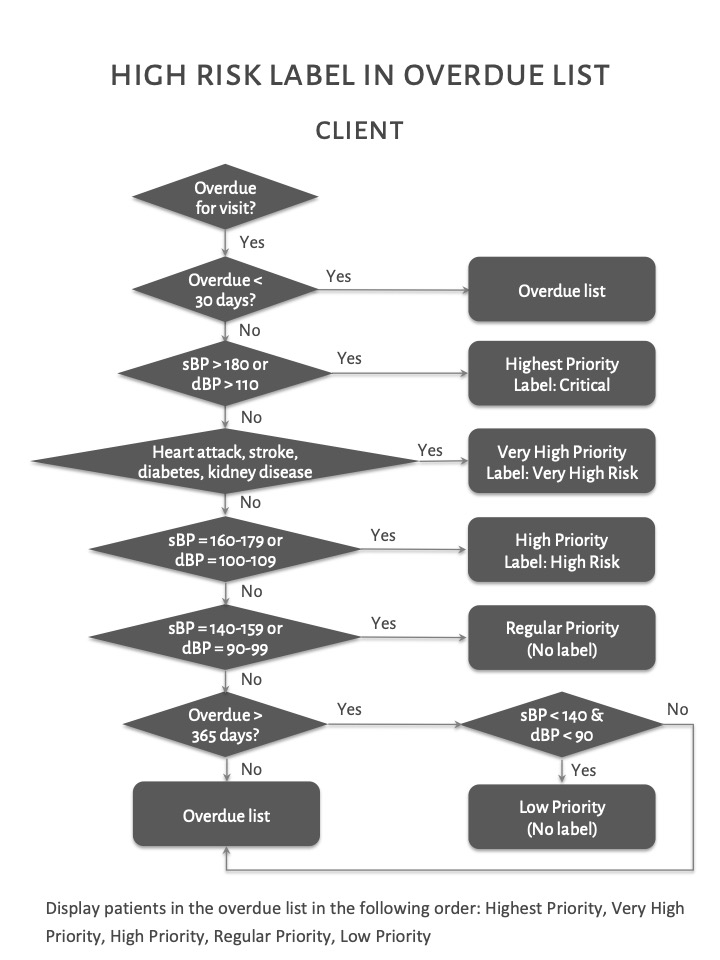 HIGH RISK LABEL IN OVERDUE LIST
CLIENT
Overdue
for visit?
Yes
Overdue <
30 days?
Yes
Overdue list
No
sBP > 180 or
dBP > 110
Yes
Highest Priority
Label: Critical
No
Heart attack, stroke,
diabetes, kidney disease
Yes
Very High Priority
Label: Very High Risk
No
sBP = 160-179 or
dBP = 100-109
Yes
High Priority
Label: High Risk
No
sBP = 140-159 or
dBP = 90-99
Yes
Regular Priority
(No label)
No
Overdue >
365 days?
Yes
sBP < 140 &
dBP < 90
No
No
Yes
Overdue list
Low Priority
(No label)
Display patients in the overdue list in the following order: Highest Priority, Very High
Priority, High Priority, Regular Priority, Low Priority